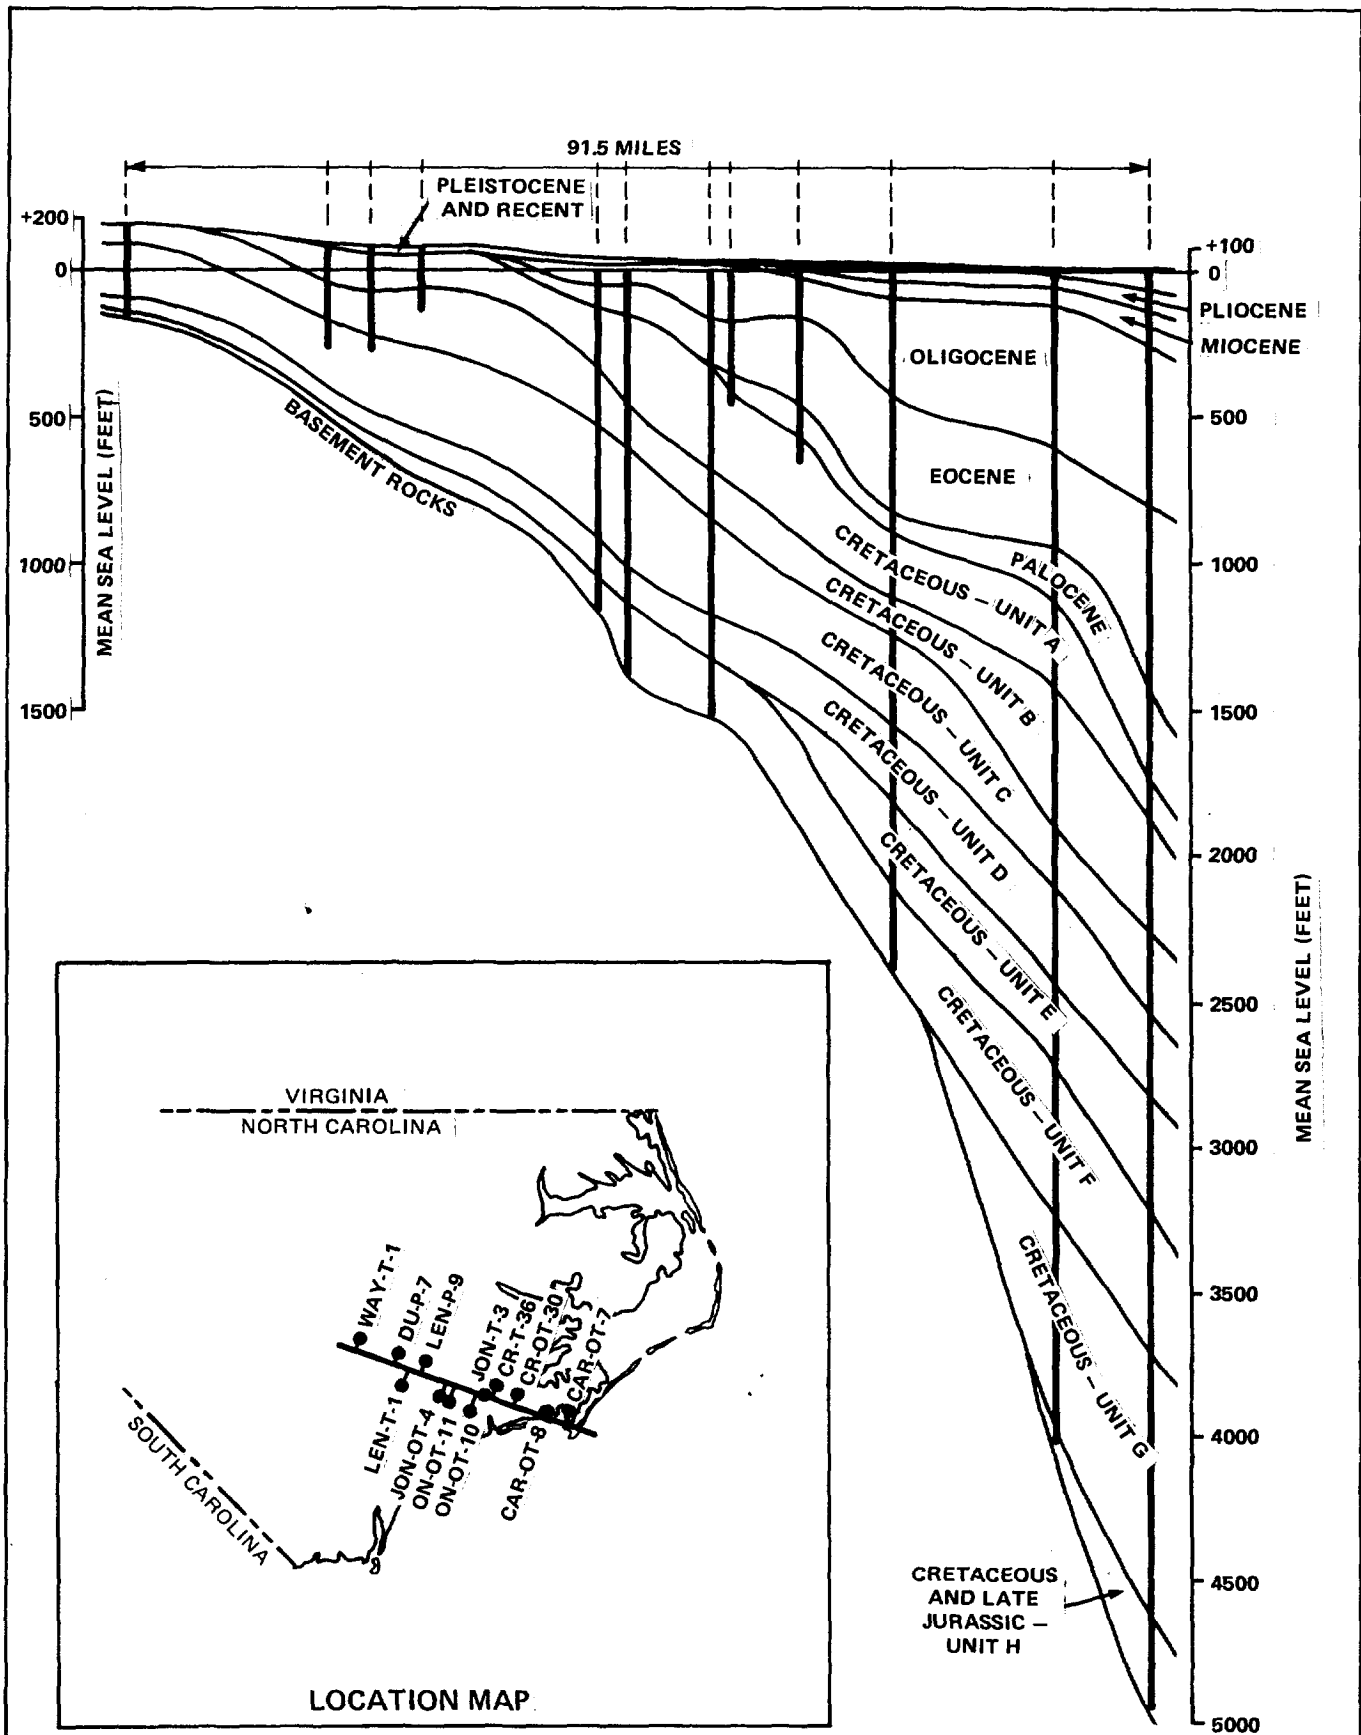 91.5 MILES
PLEISTOCENE
AND RECENT
+200
0
500
1000
1500
MEAN SEA LEVEL (FEET)
+100
0
500
1000
1500
2000
2500
3000
3500
4000
4500
5000
MEAN SEA LEVEL (FEET)
PLIOCENE
MIOCENE
OLIGOCENE
EOCENE
PALOCENE
BASEMENT ROCKS
CRETACEOUS – UNIT A
CRETACEOUS – UNIT B
CRETACEOUS – UNIT C
CRETACEOUS – UNIT D
CRETACEOUS – UNIT E
CRETACEOUS – UNIT F
CRETACEOUS – UNIT G
CRETACEOUS
AND LATE
JURASSIC –
UNIT H
VIRGINIA
NORTH CAROLINA
SOUTH CAROLINA
WAY-T-1
DU-P-7
LEN-P-9
JON-T-3
CR-T-36
CR-OT-30
CAR-OT-7
LEN-T-1
JON-OT-4
ON-OT-11
ON-OT-10
CAR-OT-8
LOCATION MAP